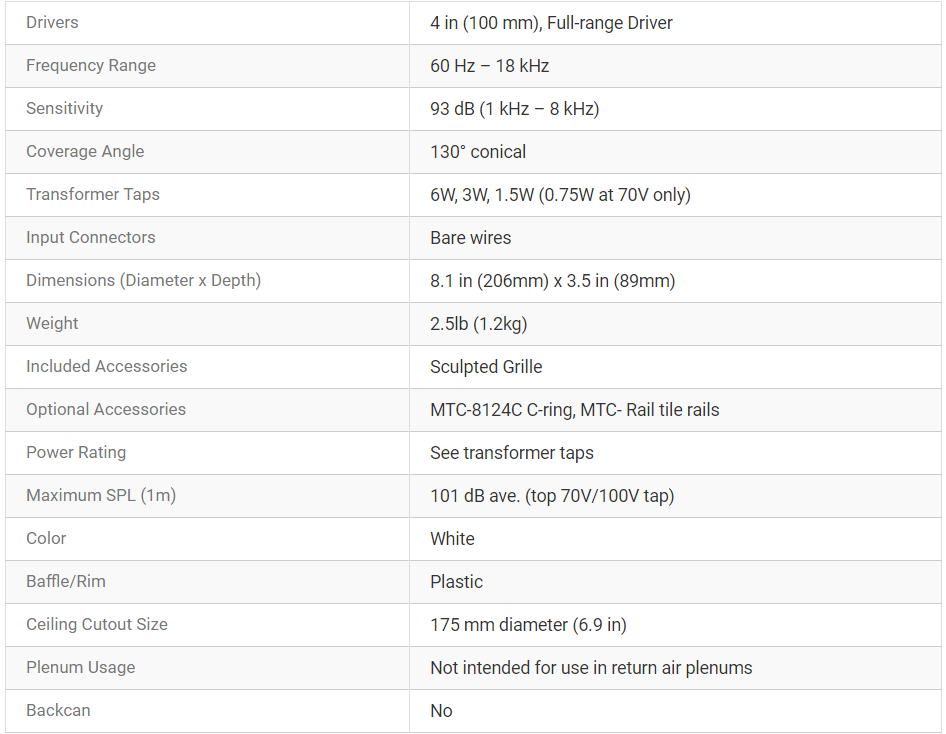 Drivers 4 in (100 mm), Full-range Driver
Frequency Range 60 Hz – 18 kHz
Sensitivity 93 dB (1 kHz – 8 kHz)
Coverage Angle 130° conical
Transformer Taps 6W, 3W, 1.5W (0.75W at 70V only)
Input Connectors Bare wires
Dimensions (Diameter x Depth) 8.1 in (206mm) x 3.5 in (89mm)
Weight 2.5lb (1.2kg)
Included Accessories Sculpted Grille
Optional Accessories MTC-8124C C-ring, MTC- Rail tile rails
Power Rating See transformer taps
Maximum SPL (1m) 101 dB ave. (top 70V/100V tap)
Color White
Baffle/Rim Plastic
Ceiling Cutout Size 175 mm diameter (6.9 in)
Plenum Usage Not intended for use in return air plenums
Backcan No